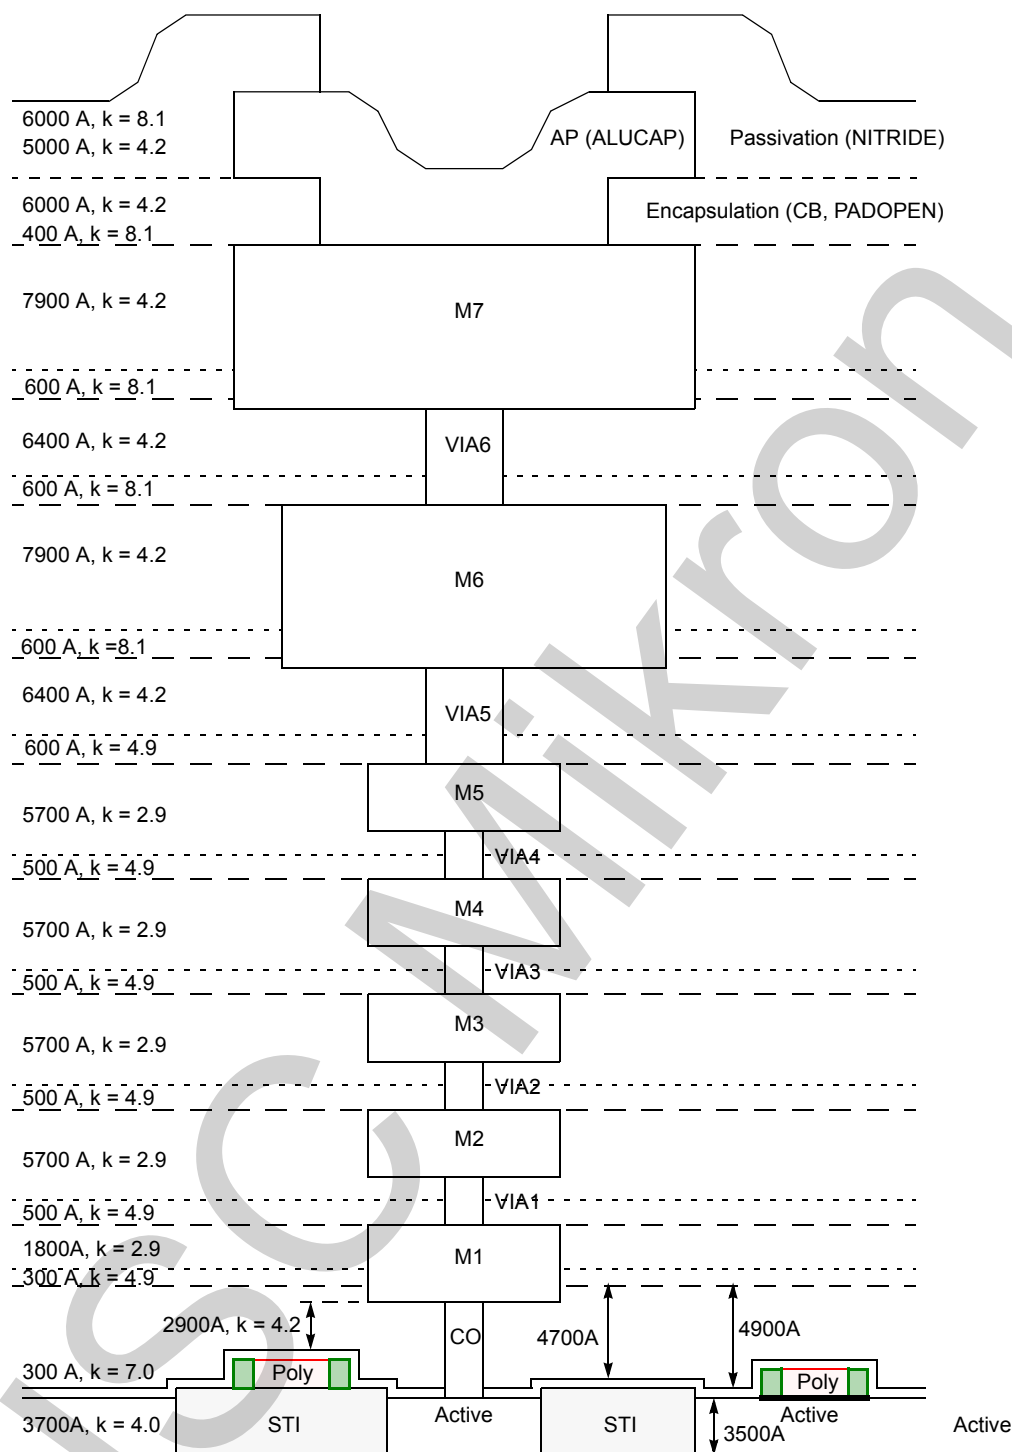 6000 A, k = 8.1
5000 A, k = 4.2
AP (ALUCAP)
Passivation (NITRIDE)
6000 A, k = 4.2
Encapsulation (CB, PADOPEN)
400 A, k = 8.1
7900 A, k = 4.2
M7
600 A, k = 8.1
6400 A, k = 4.2
VIA6
600 A, k = 8.1
7900 A, k = 4.2
M6
600 A, k =8.1
6400 A, k = 4.2
VIA5
600 A, k = 4.9
M5
5700 A, k = 2.9
VIA4
500 A, k = 4.9
M4
5700 A, k = 2.9
VIA3
500 A, k = 4.9
M3
5700 A, k = 2.9
VIA2
500 A, k = 4.9
M2
5700 A, k = 2.9
VIA1
500 A, k = 4.9
1800A, k = 2.9
M1
300 A, k = 4.9
2900A, k = 4.2
CO
4700A
4900A
300 A, k = 7.0
Poly
Poly
3700A, k = 4.0
STI
Active
STI
3500A
Active
Active
ISC Mikron